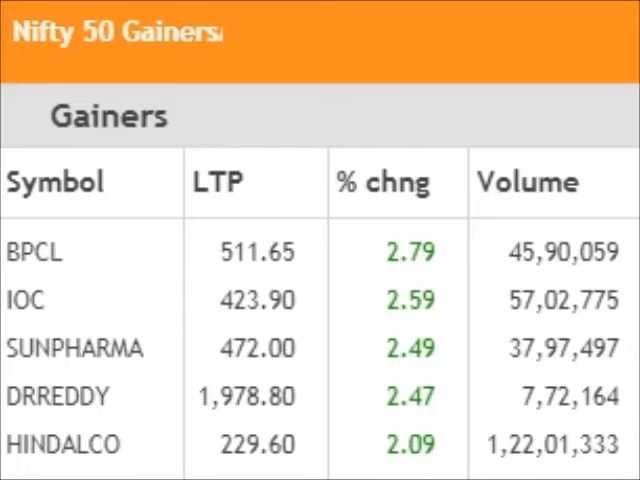 Nifty 50 Gainers
Gainers
Symbol LTP % chng Volume
BPCL 511.65 2.79 45,90,059
IOC 423.90 2.59 57,02,775
SUNPHARMA 472.00 2.49 37,97,497
DRREDDY 1,978.80 2.47 7,72,164
HINDALCO 229.60 2.09 1,22,01,333